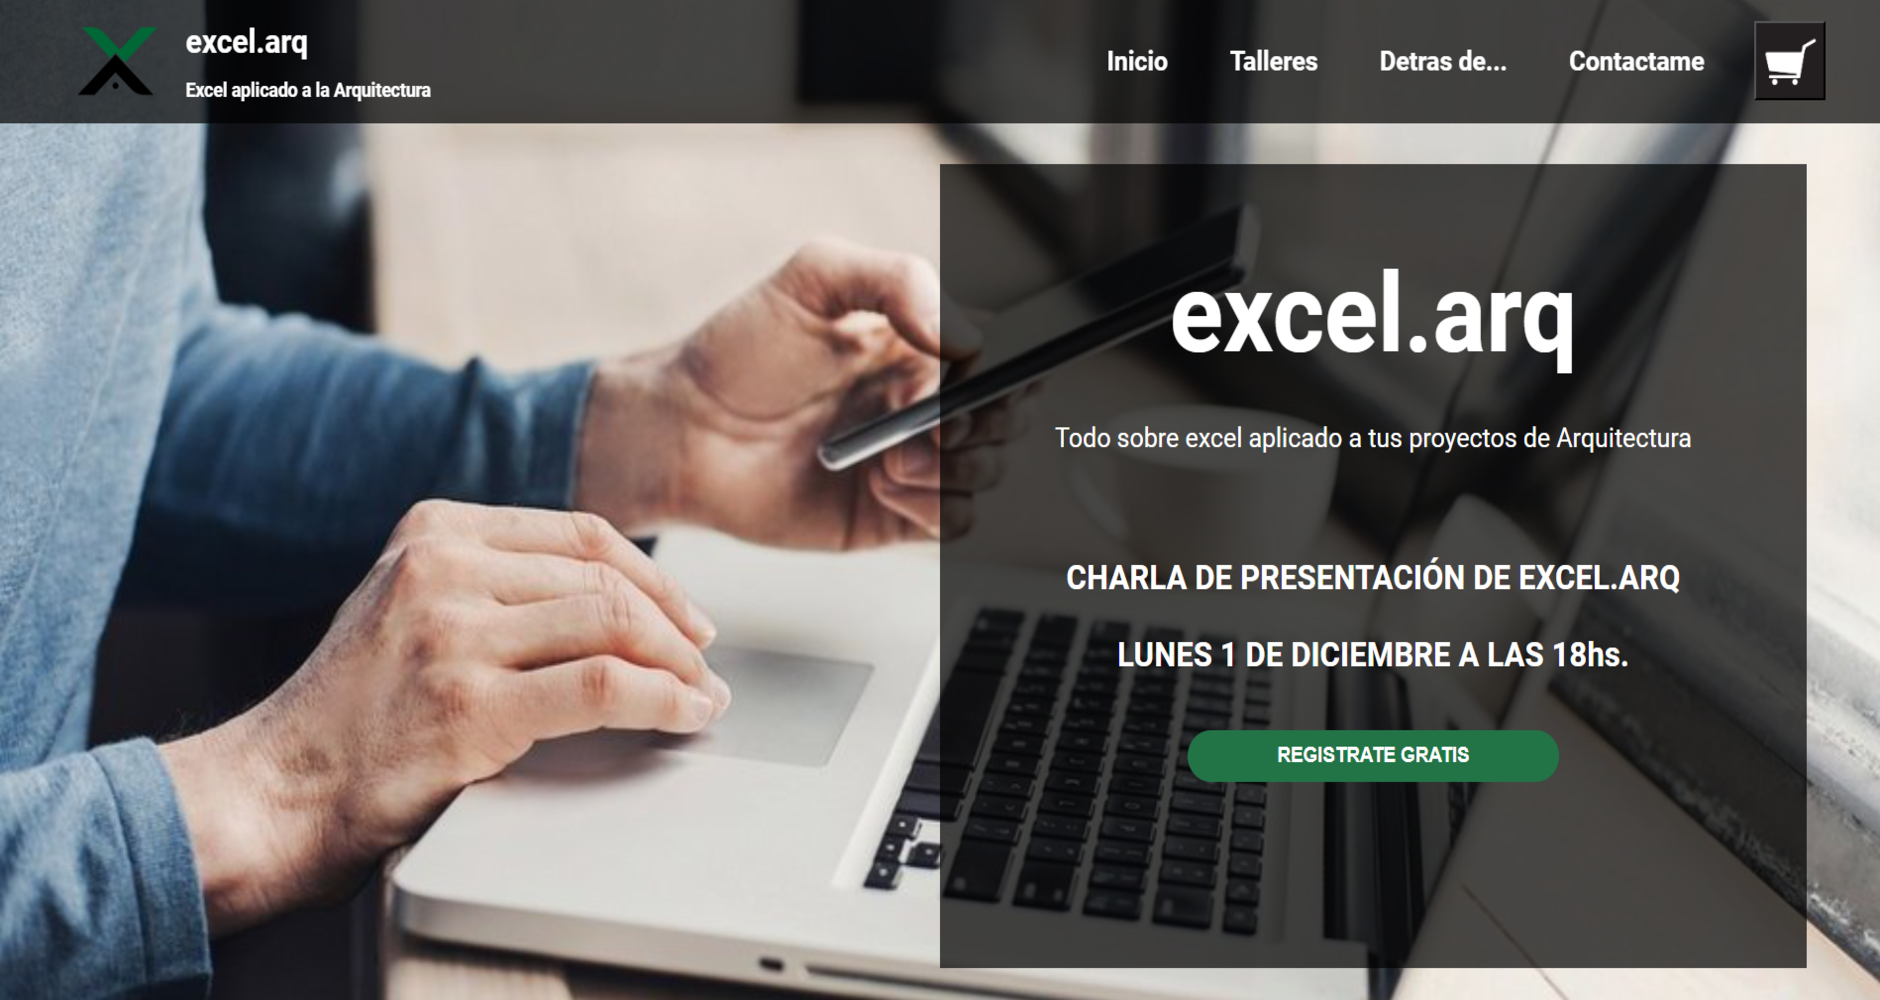 excel.arq
Excel aplicado a la Arquitectura
Inicio
Talleres
Detras de...
Contactame
excel.arq
Todo sobre excel aplicado a tus proyectos de Arquitectura
CHARLA DE PRESENTACIÓN DE EXCEL.ARQ
LUNES 1 DE DICIEMBRE A LAS 18hs.
REGISTRATE GRATIS